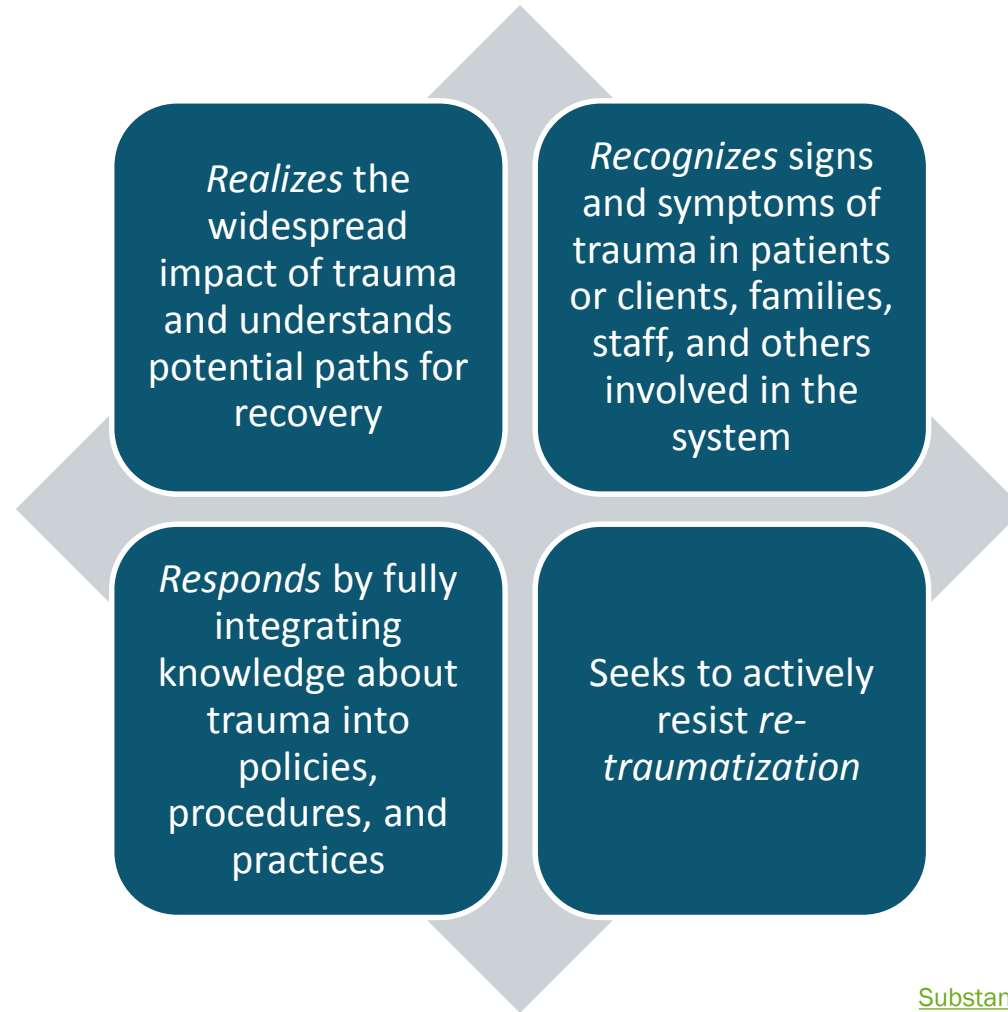 Realizes the
widespread
impact of trauma
and understands
potential paths for
recovery
Recognizes signs
and symptoms of
trauma in patients
or clients, families,
staff, and others
involved in the
system
Responds by fully
integrating
knowledge about
trauma into
policies,
procedures, and
practices
Seeks to actively
resist re-
traumatization
Substan